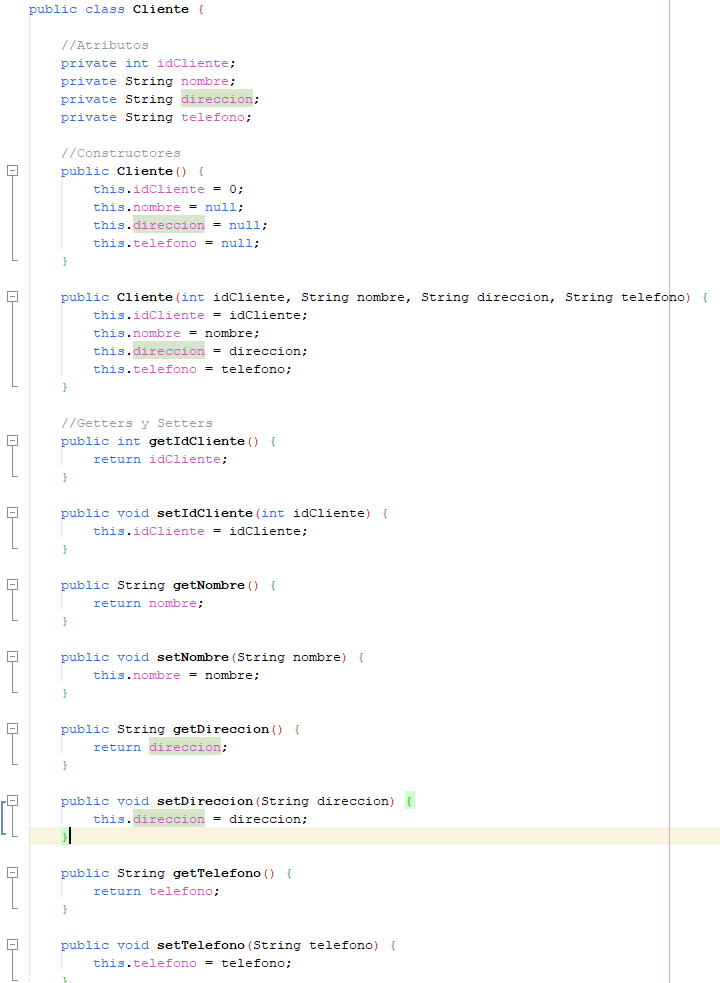 public class Cliente {
//Atributos
private int idCliente;
private String nombre;
private String direccion;
private String telefono;
//Constructores
public Cliente() {
this.idCliente = 0;
this.nombre = null;
this.direccion = null;
this.telefono = null;
}
public Cliente(int idCliente, String nombre, String direccion, String telefono) {
this.idCliente = idCliente;
this.nombre = nombre;
this.direccion = direccion;
this.telefono = telefono;
}
//Getters y Setters
public int getIdCliente() {
return idCliente;
}
public void setIdCliente(int idCliente) {
this.idCliente = idCliente;
}
public String getNombre() {
return nombre;
}
public void setNombre(String nombre) {
this.nombre = nombre;
}
public String getDireccion() {
return direccion;
}
public void setDireccion(String direccion) {
this.direccion = direccion;
}
public String getTelefono() {
return telefono;
}
public void setTelefono(String telefono) {
this.telefono = telefono;
}